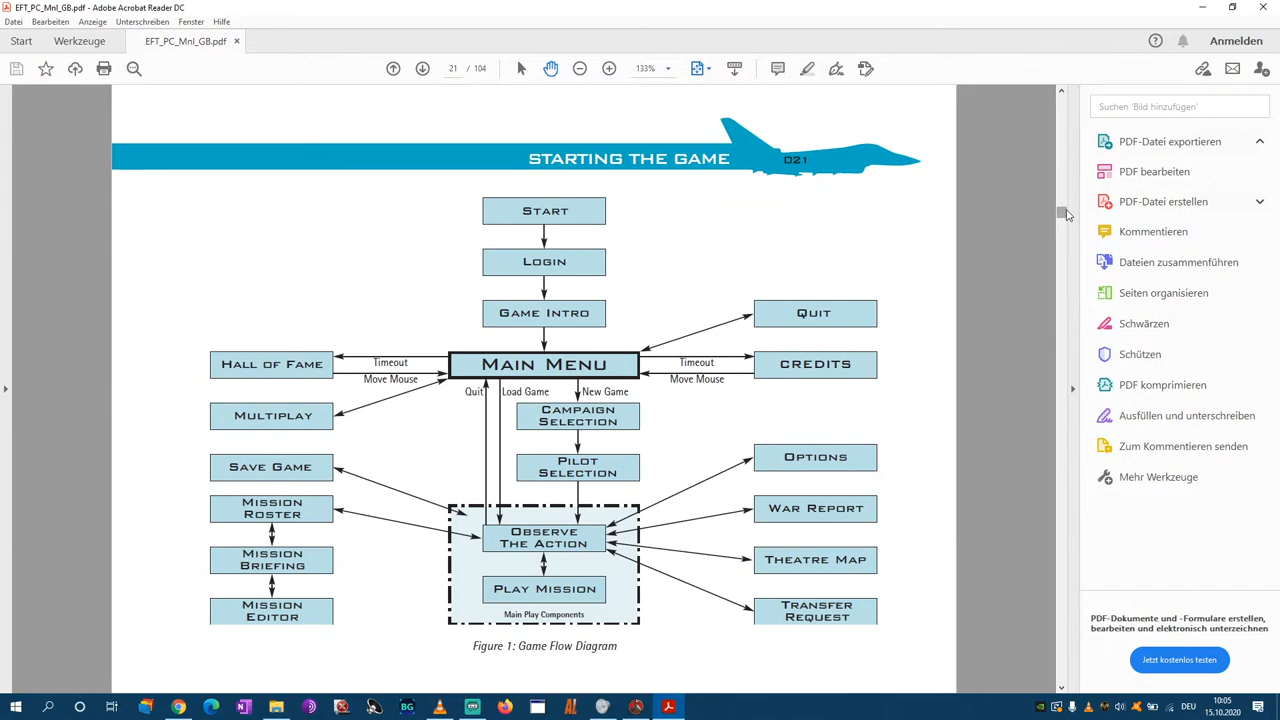 EFT_PC_Mnl_GB.pdf - Adobe Acrobat Reader DC
Datei Bearbeiten Anzeige Unterschreiben Fenster Hilfe
Start Werkzeuge EFT_PC_Mnl_GB.pdf × Anmelden
21 / 104 133%
Suchen 'Bild hinzufügen'
PDF-Datei exportieren
PDF bearbeiten
PDF-Datei erstellen
Kommentieren
Dateien zusammenführen
Seiten organisieren
Schwärzen
Schützen
PDF komprimieren
Ausfüllen und unterschreiben
Zum Kommentieren senden
Mehr Werkzeuge
PDF-Dokumente und -Formulare erstellen,
bearbeiten und elektronisch unterzeichnen
Jetzt kostenlos testen
STARTING THE GAME 021
START
LOGIN
GAME INTRO
QUIT
HALL OF FAME
Timeout
Move Mouse
MAIN MENU
Timeout
Move Mouse
CREDITS
Quit Load Game New Game
MULTIPLAY
CAMPAIGN
SELECTION
SAVE GAME
PILOT
SELECTION
OPTIONS
MISSION
ROSTER
WAR REPORT
OBSERVE
THE ACTION
MISSION
BRIEFING
THEATRE MAP
PLAY MISSION
MISSION
EDITOR
Main Play Components
TRANSFER
REQUEST
Figure 1: Game Flow Diagram
BG DEU
10:05
15.10.2020